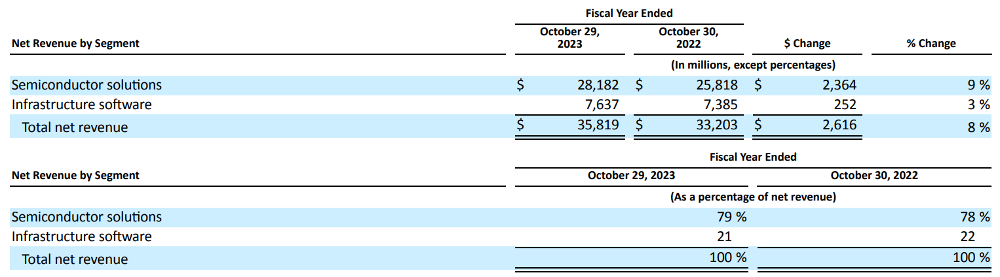 Fiscal Year Ended
Net Revenue by Segment October 29, 2023 October 30, 2022 $ Change % Change
(In millions, except percentages)
Semiconductor solutions $ 28,182 $ 25,818 $ 2,364 9 %
Infrastructure software 7,637 7,385 252 3 %
Total net revenue $ 35,819 $ 33,203 $ 2,616 8 %
Fiscal Year Ended
Net Revenue by Segment October 29, 2023 October 30, 2022
(As a percentage of net revenue)
Semiconductor solutions 79 % 78 %
Infrastructure software 21 22
Total net revenue 100 % 100 %